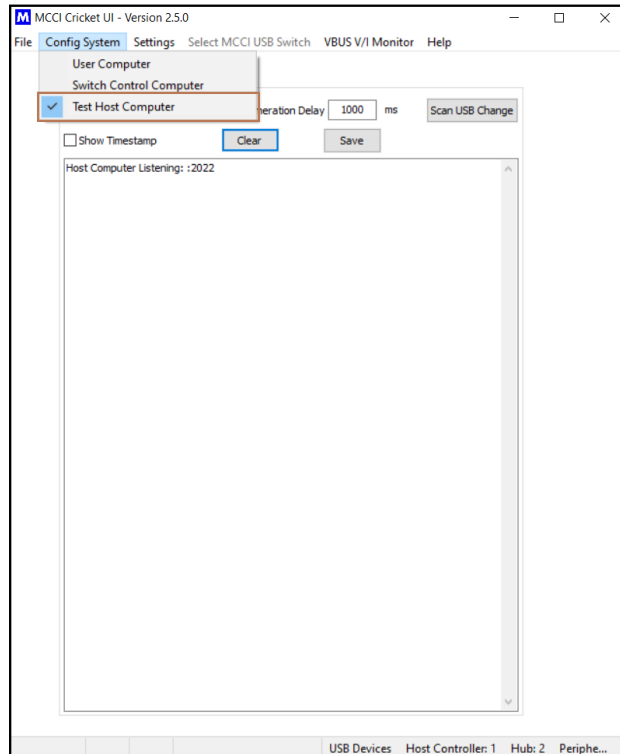 M MCCI Cricket UI - Version 2.5.0
File Config System Settings Select MCCI USB Switch VBUS V/I Monitor Help
User Computer
Switch Control Computer
Test Host Computer
Delay 1000 ms Scan USB Change
Show Timestamp Clear Save
Host Computer Listening: :2022
USB Devices Host Controller: 1 Hub: 2 Periphe...